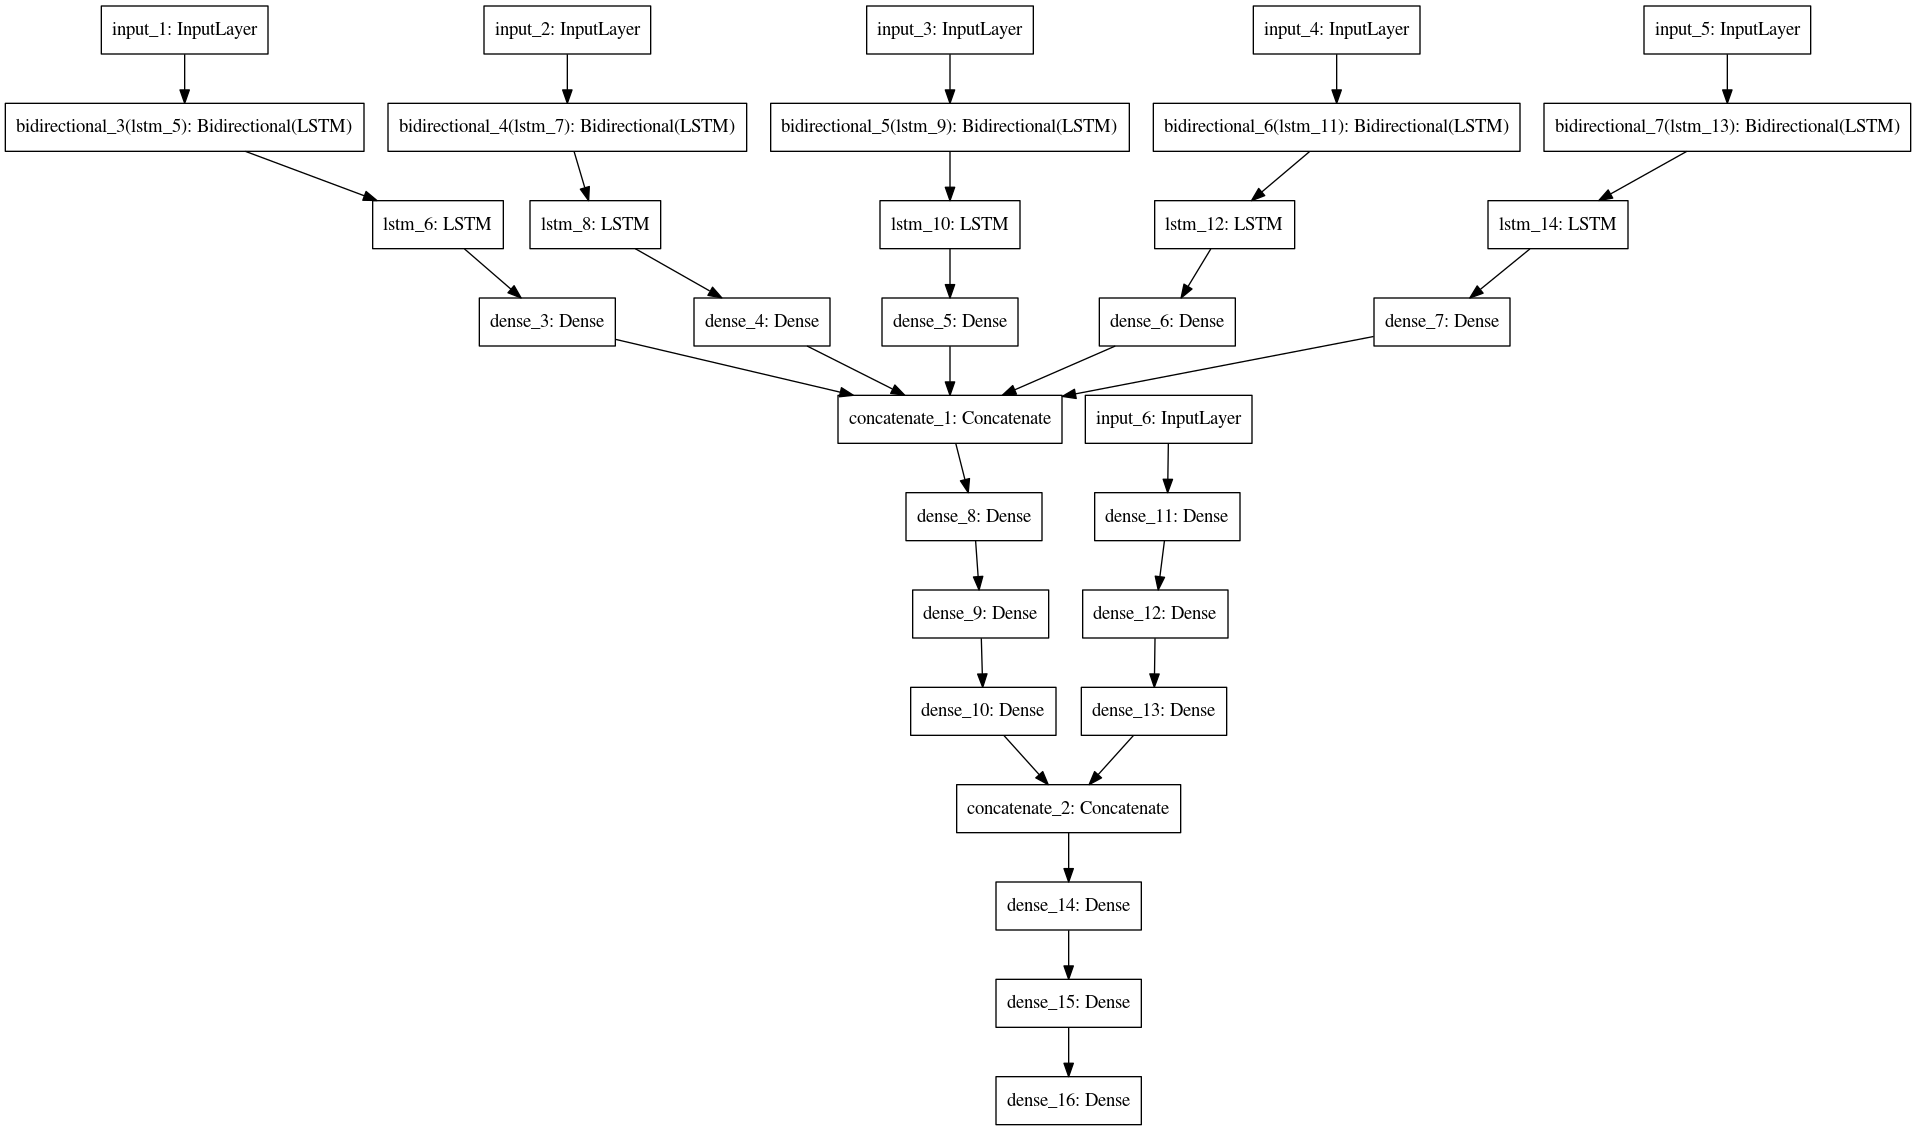 input_1: InputLayer
input_2: InputLayer
input_3: InputLayer
input_4: InputLayer
input_5: InputLayer
bidirectional_3(lstm_5): Bidirectional(LSTM)
bidirectional_4(lstm_7): Bidirectional(LSTM)
bidirectional_5(lstm_9): Bidirectional(LSTM)
bidirectional_6(lstm_11): Bidirectional(LSTM)
bidirectional_7(lstm_13): Bidirectional(LSTM)
lstm_6: LSTM
lstm_8: LSTM
lstm_10: LSTM
lstm_12: LSTM
lstm_14: LSTM
dense_3: Dense
dense_4: Dense
dense_5: Dense
dense_6: Dense
dense_7: Dense
concatenate_1: Concatenate
input_6: InputLayer
dense_8: Dense
dense_11: Dense
dense_9: Dense
dense_12: Dense
dense_10: Dense
dense_13: Dense
concatenate_2: Concatenate
dense_14: Dense
dense_15: Dense
dense_16: Dense